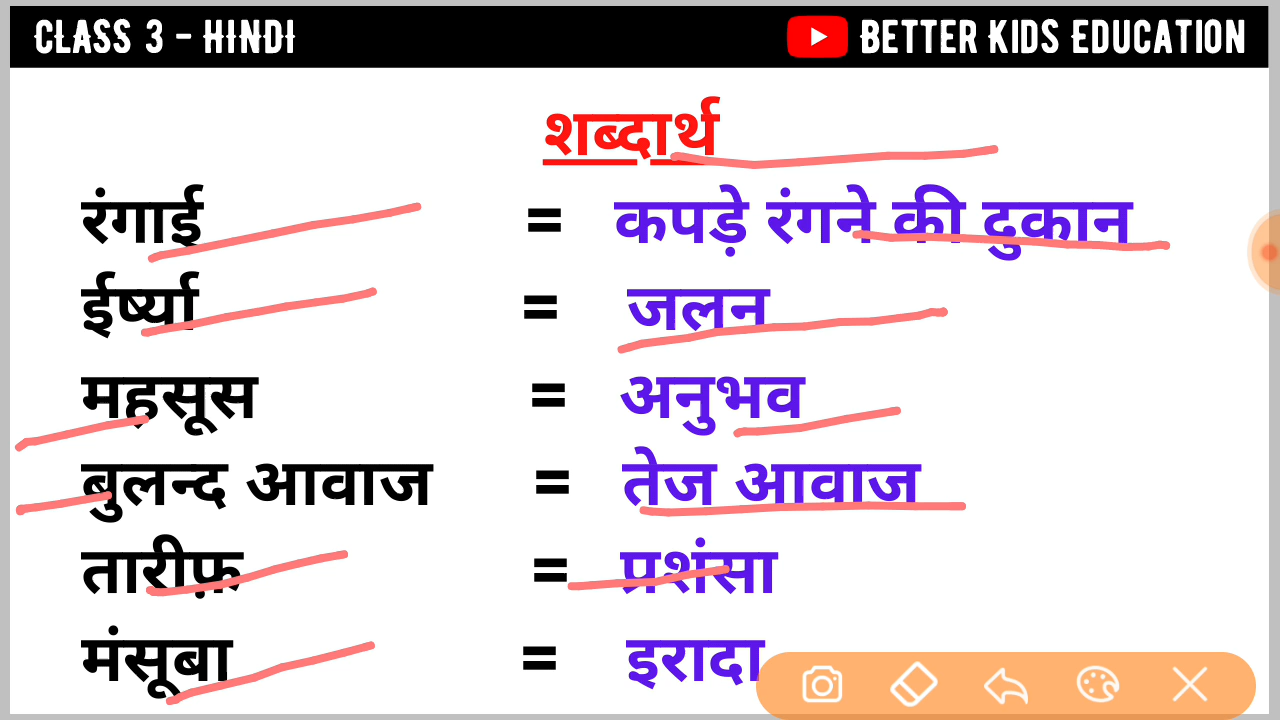 CLASS 3 - HINDI BETTER KIDS EDUCATION
शब्दार्थ
रंगाई = कपड़े रंगने की दुकान
ईर्ष्या = जलन
महसूस = अनुभव
बुलन्द आवाज = तेज आवाज
तारीफ़ = प्रशंसा
मंसूबा = इरादा